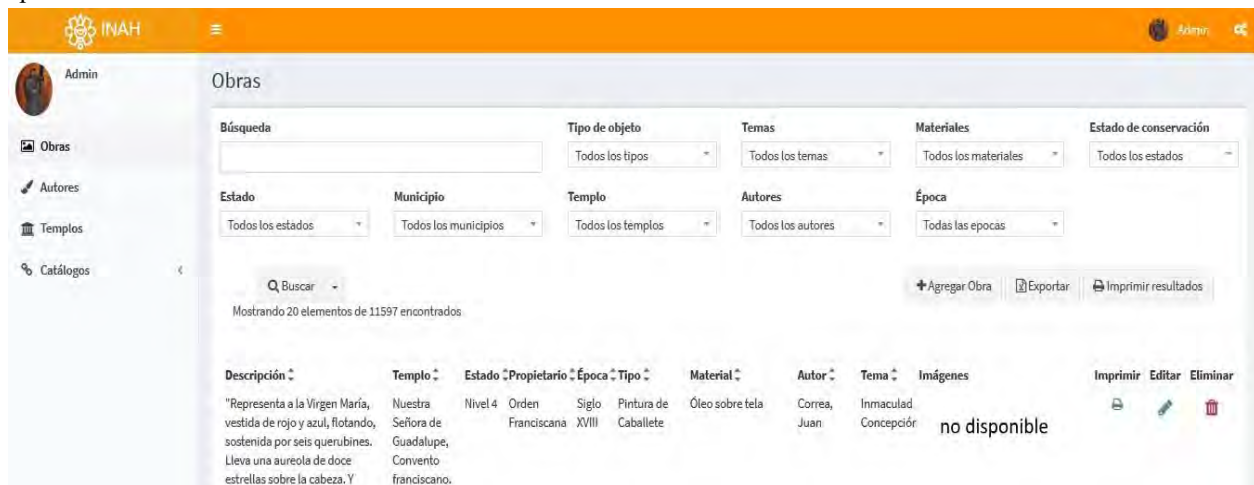 INAH
Admin
Admin
Obras
Autores
Templos
Catálogos
Obras
Búsqueda Tipo de objeto Temas Materiales Estado de conservación
Todos los tipos Todos los temas Todos los materiales Todos los estados
Estado Municipio Templo Autores Época
Todos los estados Todos los municipios Todos los templos Todos los autores Todas las epocas
Buscar Agregar Obra Exportar Imprimir resultados
Mostrando 20 elementos de 11597 encontrados
Descripción Templo Estado Propietario Época Tipo Material Autor Tema Imágenes Imprimir Editar Eliminar
"Representa a la Virgen María, Nuestra Nivel 4 Orden Siglo Pintura de Óleo sobre tela Correa, Inmaculad
vestida de rojo y azul, flotando, Señora de Franciscana XVIII Caballete Juan Concepción no disponible
sostenida por seis querubines. Guadalupe,
Lleva una aureola de doce Convento
estrellas sobre la cabeza. Y franciscano.